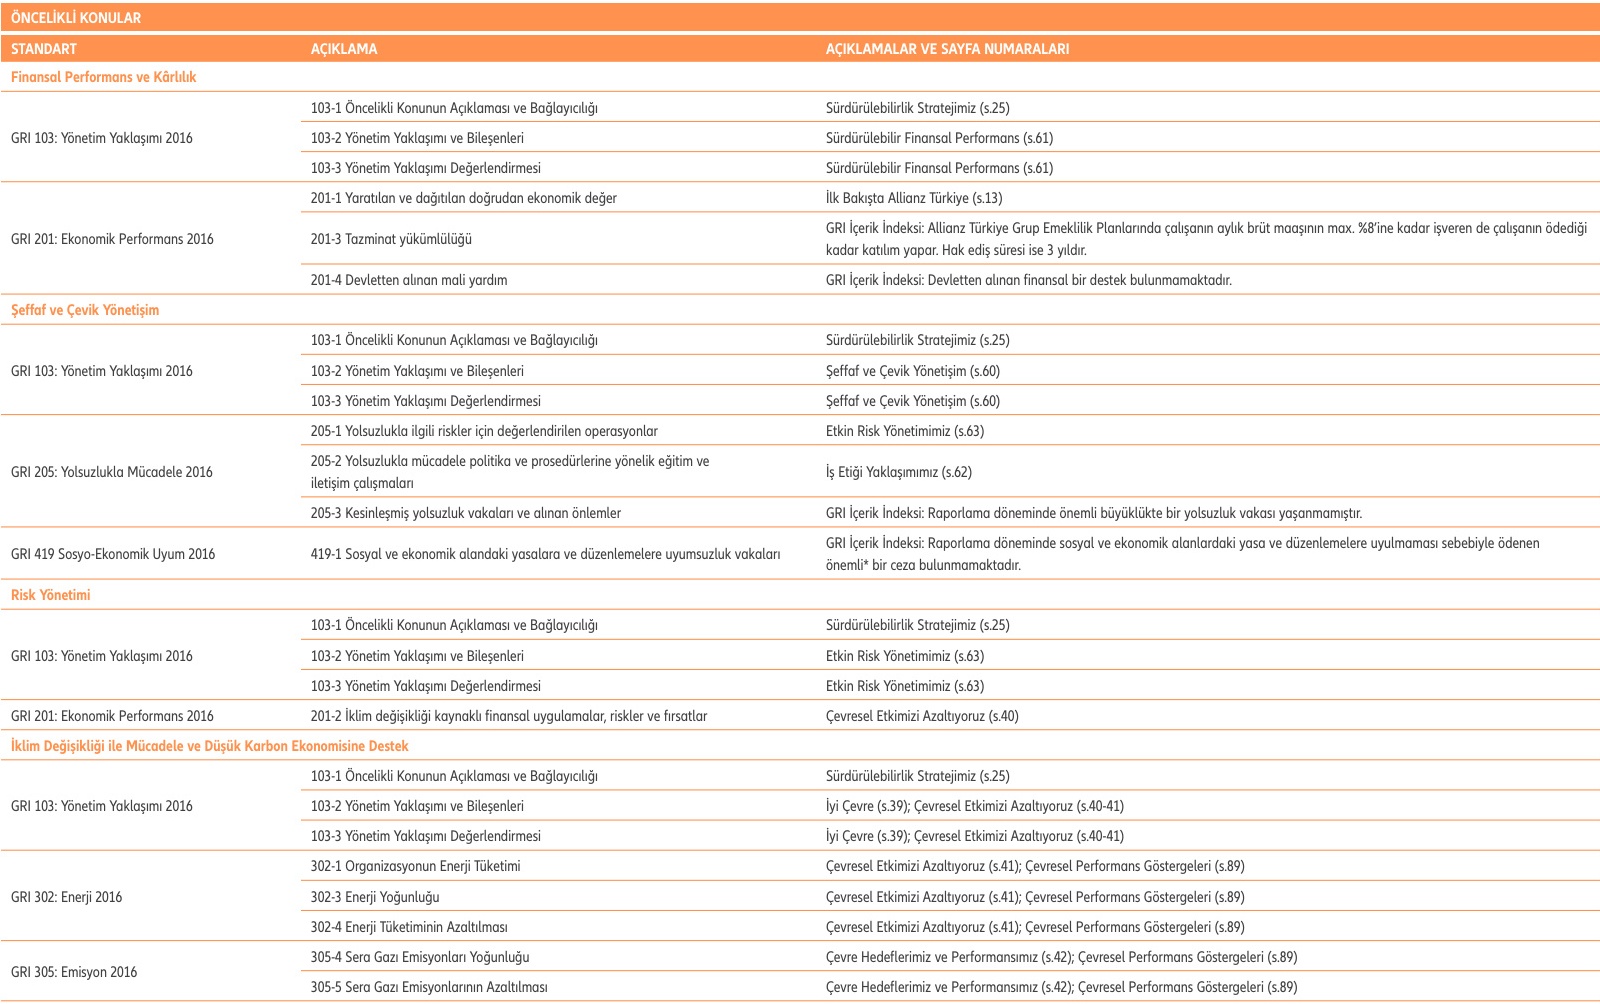 ÖNCELİKLİ KONULAR
STANDART AÇIKLAMA AÇIKLAMALAR VE SAYFA NUMARALARI
Finansal Performans ve Kârlılık
GRI 103: Yönetim Yaklaşımı 2016
103-1 Öncelikli Konunun Açıklaması ve Bağlayıcılığı Sürdürülebilirlik Stratejimiz (s.25)
103-2 Yönetim Yaklaşımı ve Bileşenleri Sürdürülebilir Finansal Performans (s.61)
103-3 Yönetim Yaklaşımı Değerlendirmesi Sürdürülebilir Finansal Performans (s.61)
GRI 201: Ekonomik Performans 2016
201-1 Yaratılan ve dağıtılan doğrudan ekonomik değer İlk Bakışta Allianz Türkiye (s.13)
201-3 Tazminat yükümlülüğü
GRI İçerik İndeksi: Allianz Türkiye Grup Emeklilik Planlarında çalışanın aylık brüt maaşının max. %8’ine kadar işveren de çalışanın ödediği
kadar katılım yapar. Hak ediş süresi ise 3 yıldır.
201-4 Devletten alınan mali yardım GRI İçerik İndeksi: Devletten alınan finansal bir destek bulunmamaktadır.
Şeffaf ve Çevik Yönetişim
GRI 103: Yönetim Yaklaşımı 2016
103-1 Öncelikli Konunun Açıklaması ve Bağlayıcılığı Sürdürülebilirlik Stratejimiz (s.25)
103-2 Yönetim Yaklaşımı ve Bileşenleri Şeffaf ve Çevik Yönetişim (s.60)
103-3 Yönetim Yaklaşımı Değerlendirmesi Şeffaf ve Çevik Yönetişim (s.60)
GRI 205: Yolsuzlukla Mücadele 2016
205-1 Yolsuzlukla ilgili riskler için değerlendirilen operasyonlar Etkin Risk Yönetimimiz (s.63)
205-2 Yolsuzlukla mücadele politika ve prosedürlerine yönelik eğitim ve
iletişim çalışmaları
İş Etiği Yaklaşımımız (s.62)
205-3 Kesinleşmiş yolsuzluk vakaları ve alınan önlemler GRI İçerik İndeksi: Raporlama döneminde önemli büyüklükte bir yolsuzluk vakası yaşanmamıştır.
GRI 419 Sosyo-Ekonomik Uyum 2016 419-1 Sosyal ve ekonomik alandaki yasalara ve düzenlemelere uyumsuzluk vakaları
GRI İçerik İndeksi: Raporlama döneminde sosyal ve ekonomik alanlardaki yasa ve düzenlemelere uyulmaması sebebiyle ödenen
önemli* bir ceza bulunmamaktadır.
Risk Yönetimi
GRI 103: Yönetim Yaklaşımı 2016
103-1 Öncelikli Konunun Açıklaması ve Bağlayıcılığı Sürdürülebilirlik Stratejimiz (s.25)
103-2 Yönetim Yaklaşımı ve Bileşenleri Etkin Risk Yönetimimiz (s.63)
103-3 Yönetim Yaklaşımı Değerlendirmesi Etkin Risk Yönetimimiz (s.63)
GRI 201: Ekonomik Performans 2016 201-2 İklim değişikliği kaynaklı finansal uygulamalar, riskler ve fırsatlar Çevresel Etkimizi Azaltıyoruz (s.40)
İklim Değişikliği ile Mücadele ve Düşük Karbon Ekonomisine Destek
GRI 103: Yönetim Yaklaşımı 2016
103-1 Öncelikli Konunun Açıklaması ve Bağlayıcılığı Sürdürülebilirlik Stratejimiz (s.25)
103-2 Yönetim Yaklaşımı ve Bileşenleri İyi Çevre (s.39); Çevresel Etkimizi Azaltıyoruz (s.40-41)
103-3 Yönetim Yaklaşımı Değerlendirmesi İyi Çevre (s.39); Çevresel Etkimizi Azaltıyoruz (s.40-41)
GRI 302: Enerji 2016
302-1 Organizasyonun Enerji Tüketimi Çevresel Etkimizi Azaltıyoruz (s.41); Çevresel Performans Göstergeleri (s.89)
302-3 Enerji Yoğunluğu Çevresel Etkimizi Azaltıyoruz (s.41); Çevresel Performans Göstergeleri (s.89)
302-4 Enerji Tüketiminin Azaltılması Çevresel Etkimizi Azaltıyoruz (s.41); Çevresel Performans Göstergeleri (s.89)
GRI 305: Emisyon 2016
305-4 Sera Gazı Emisyonları Yoğunluğu Çevre Hedeflerimiz ve Performansımız (s.42); Çevresel Performans Göstergeleri (s.89)
305-5 Sera Gazı Emisyonlarının Azaltılması Çevre Hedeflerimiz ve Performansımız (s.42); Çevresel Performans Göstergeleri (s.89)